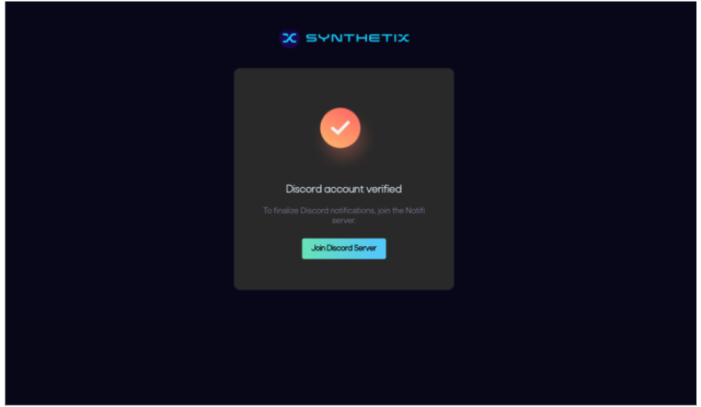 SYNTHETIX
Discord account verified
To finalize Discord notifications, join the Notifi
server.
Join Discord Server